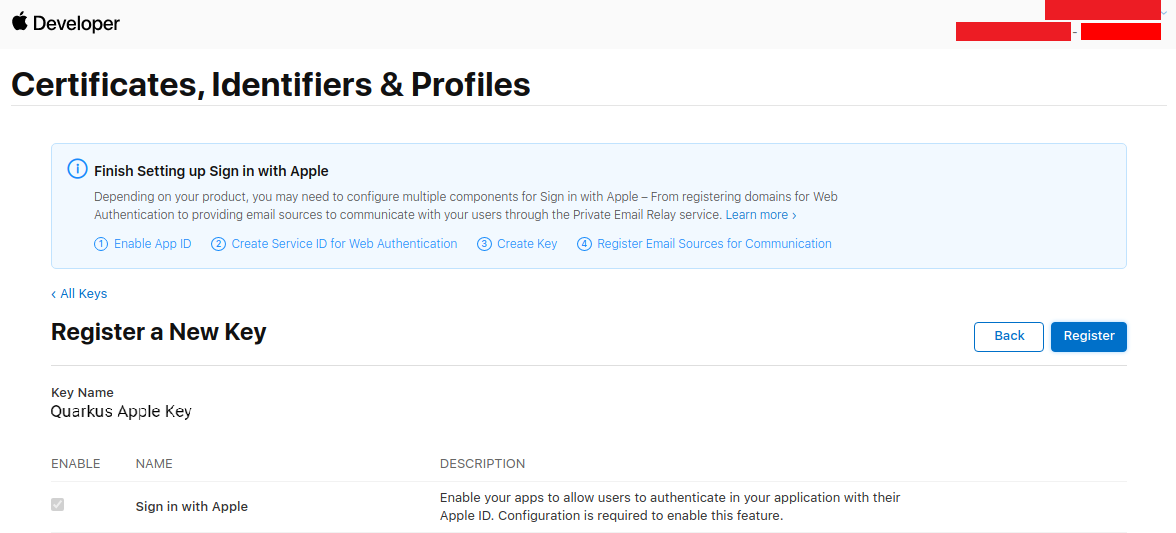 Developer
-
Certificates, Identifiers & Profiles
Finish Setting up Sign in with Apple
Depending on your product, you may need to configure multiple components for Sign in with Apple – From registering domains for Web
Authentication to providing email sources to communicate with your users through the Private Email Relay service. Learn more ›
1 Enable App ID 2 Create Service ID for Web Authentication 3 Create Key 4 Register Email Sources for Communication
‹ All Keys
Register a New Key
Back Register
Key Name
Quarkus Apple Key
ENABLE NAME DESCRIPTION
Sign in with Apple
Enable your apps to allow users to authenticate in your application with their
Apple ID. Configuration is required to enable this feature.